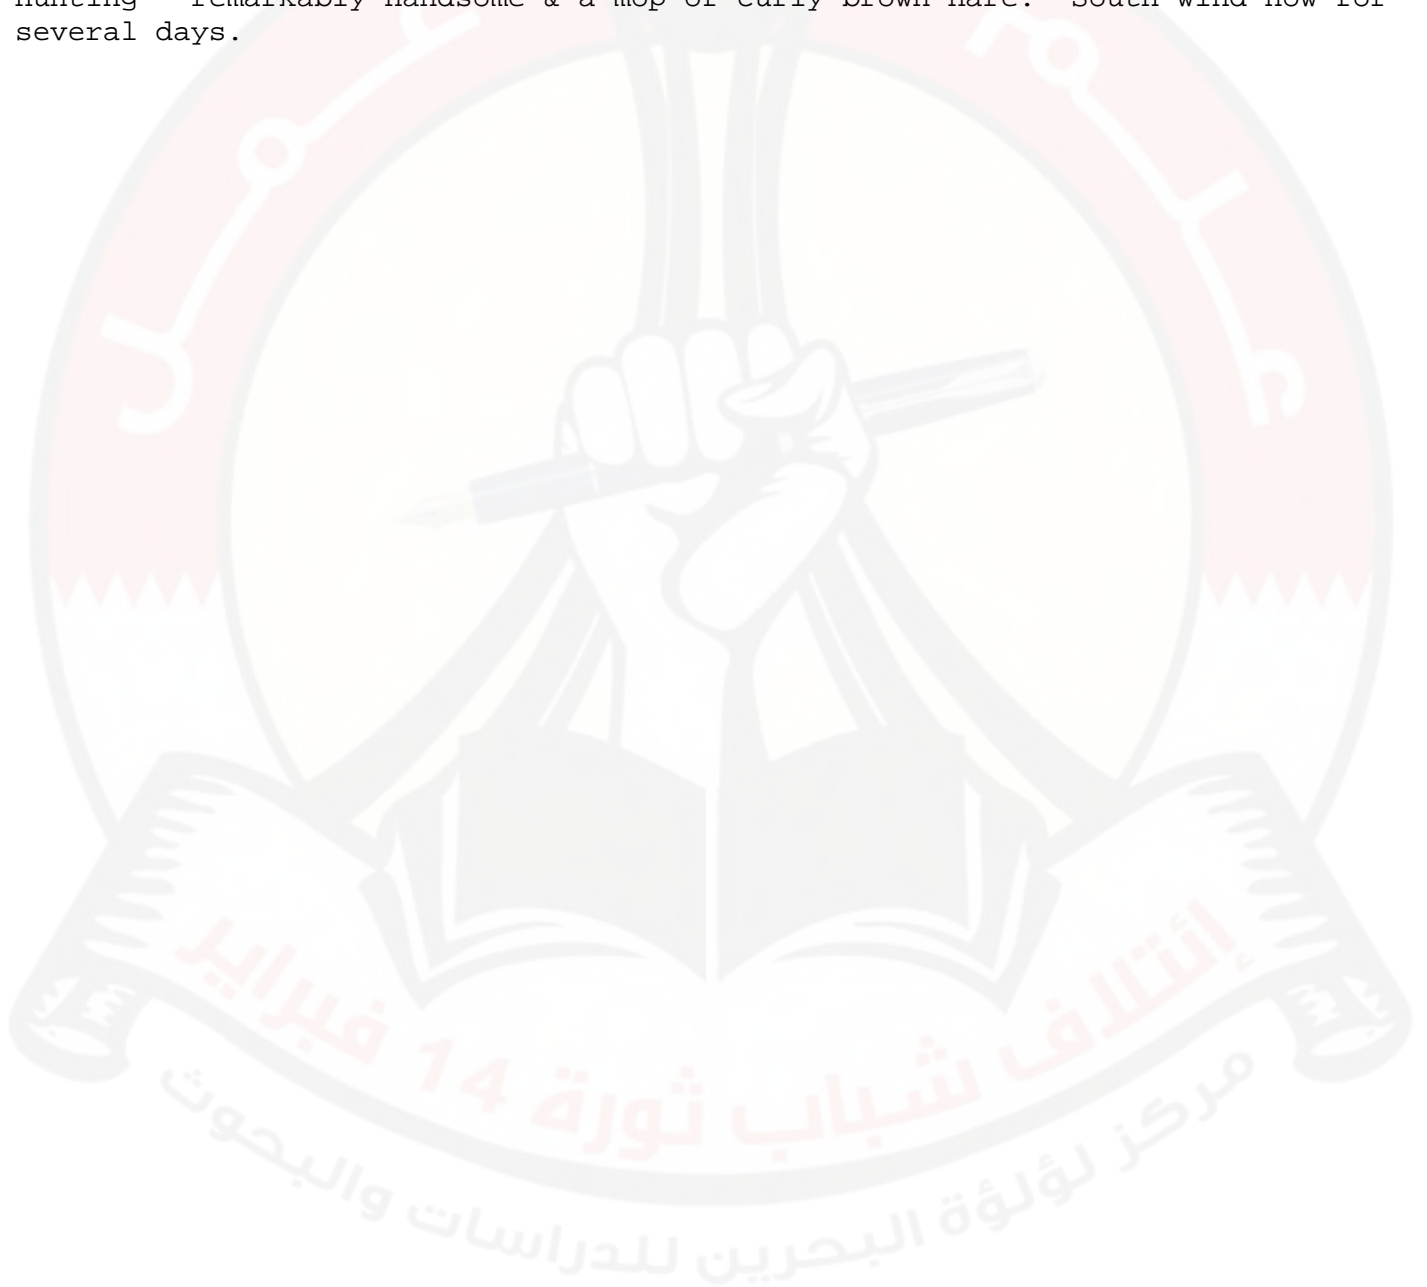 hunting remarkably handsome & a mop of curly brown hare. South wind now for
several days.
إئتلاف شباب ثورة 14 فبراير
مركز لؤلؤة البحرين للدراسات والبحوث